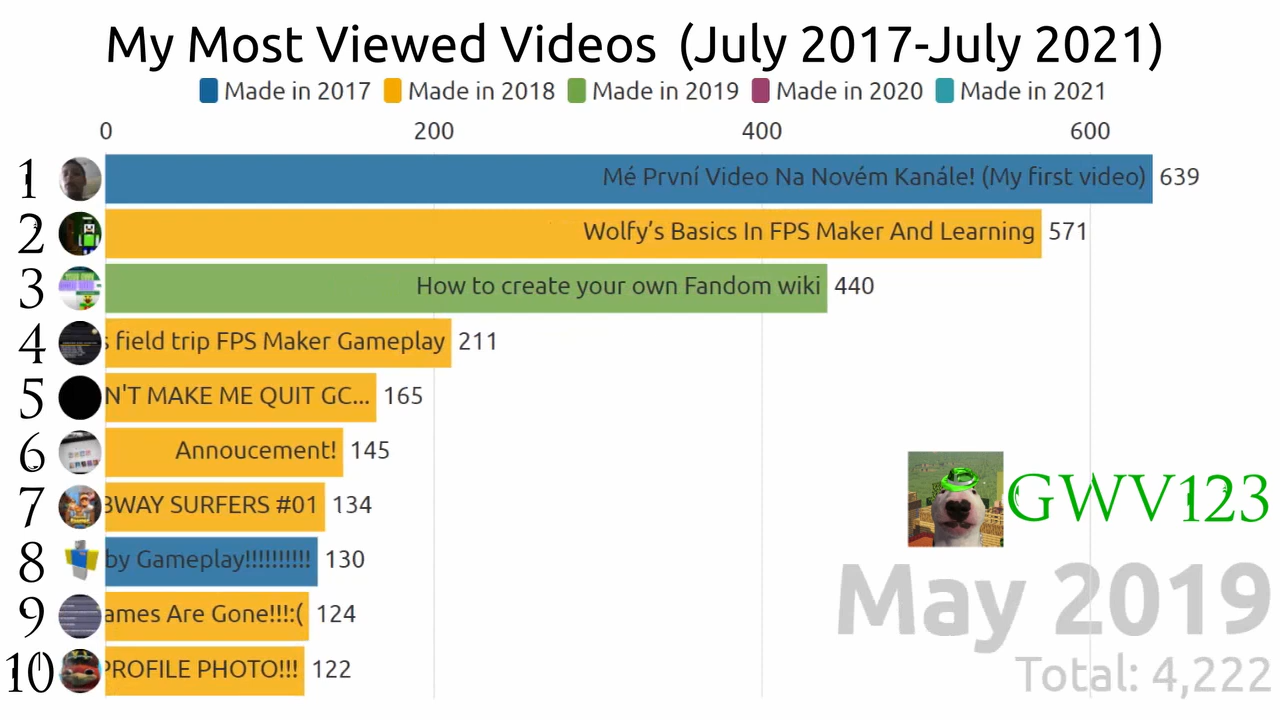 My Most Viewed Videos (July 2017-July 2021)
Made in 2017 Made in 2018 Made in 2019 Made in 2020 Made in 2021
0 200 400 600
1 Mé První Video Na Novém Kanále! (My first video) 639
2 Wolfy's Basics In FPS Maker And Learning 571
3 How to create your own Fandom wiki 440
4 s field trip FPS Maker Gameplay 211
5 N'T MAKE ME QUIT GC... 165
6 Annoucement! 145
7 BWAY SURFERS #01 134
8 by Gameplay!!!!!!!!!! 130
9 ames Are Gone!!!:( 124
10 PROFILE PHOTO!!! 122
GWV123
May 2019
Total: 4,222